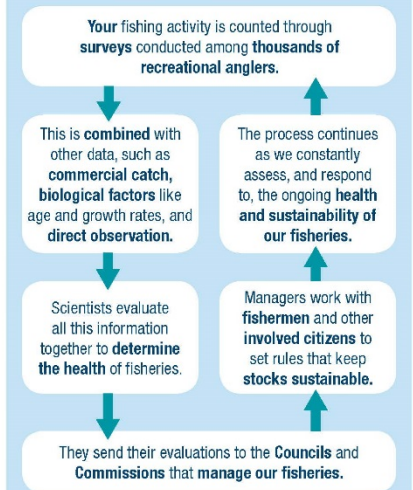 Your fishing activity is counted through
surveys conducted among thousands of
recreational anglers.
This is combined with
other data, such as
commercial catch,
biological factors like
age and growth rates, and
direct observation.
Scientists evaluate
all this information
together to determine
the health of fisheries.
They send their evaluations to the Councils and
Commissions that manage our fisheries.
Managers work with
fishermen and other
involved citizens to
set rules that keep
stocks sustainable.
The process continues
as we constantly
assess, and respond
to, the ongoing health
and sustainability of
our fisheries.